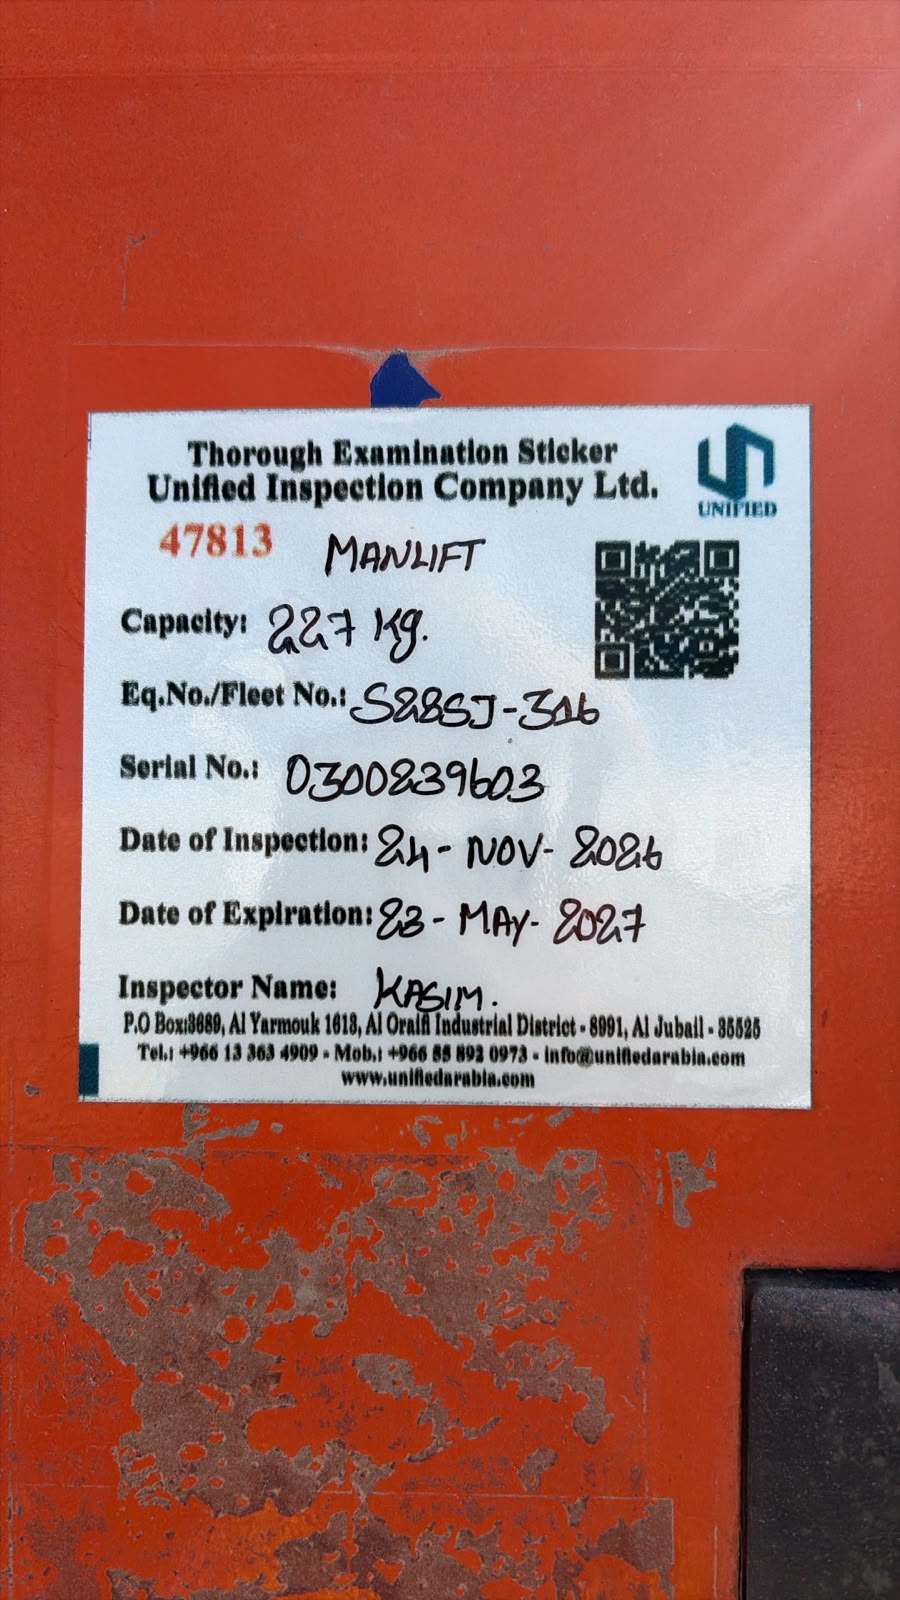 Thorough Examination Sticker
Unified Inspection Company Ltd.
UNIFIED
47813 MANLIFT
Capacity: 227 Kg.
Eq.No./Fleet No.: S28SJ-316
Serial No.: 0300239603
Date of Inspection: 24-NOV-2026
Date of Expiration: 23-MAY-2027
Inspector Name: KASIM.
P.O Box:3689, Al Yarmouk 1613, Al Oraifi Industrial District - 8991, Al Jubail - 35525
Tel.: +966 13 363 4909 - Mob.: +966 55 892 0973 - info@unifiedarabia.com
www.unifiedarabia.com